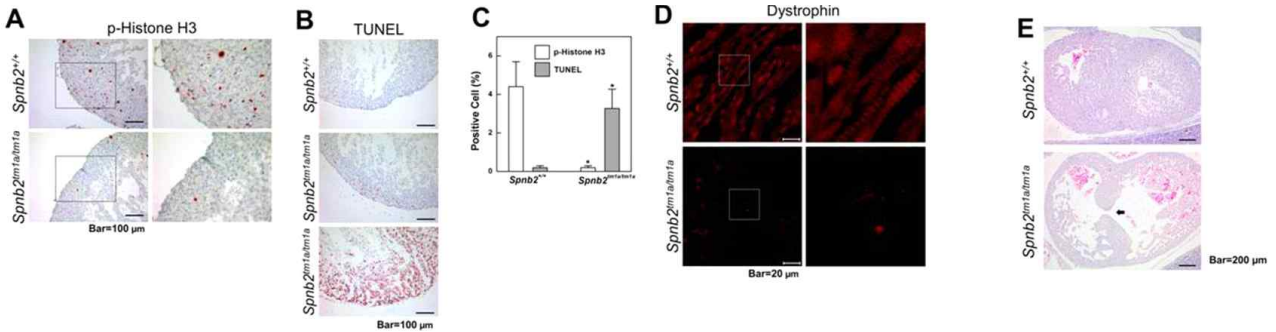 A
p-Histone H3
Spnb2+/+
Spnb2tm1a/tm1a
Bar=100 µm
B
TUNEL
Spnb2+/+
Spnb2tm1a/tm1a
Spnb2tm1a/tm1a
Bar=100 µm
C
Positive Cell (%)
6
4
2
0
p-Histone H3
TUNEL
*
*
Spnb2+/+
Spnb2tm1a/tm1a
D
Dystrophin
Spnb2+/+
Spnb2tm1a/tm1a
Bar=20 µm
E
Spnb2+/+
Spnb2tm1a/tm1a
Bar=200 µm